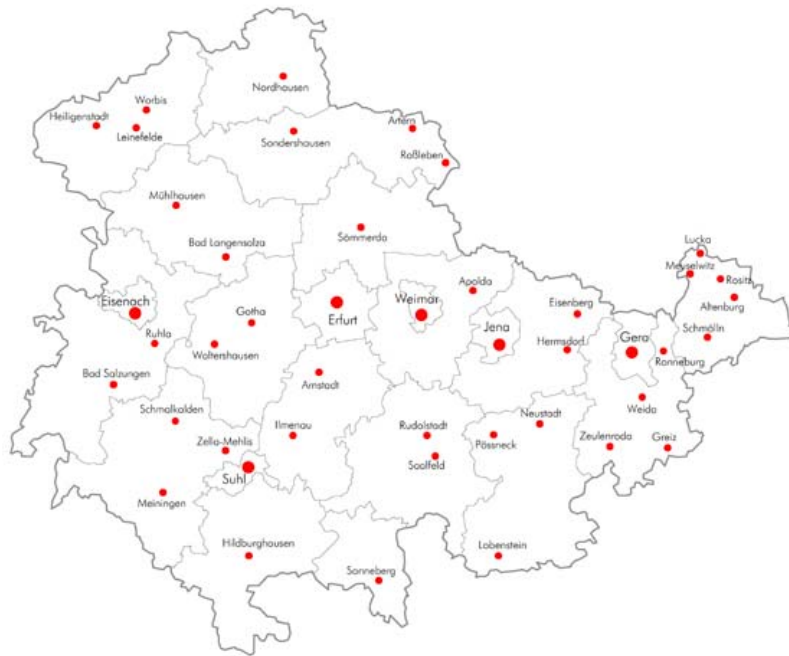 Nordhausen
Worbis
Heiligenstadt
Leinefelde
Artern
Sondershausen
Roßleben
Mühlhausen
Sömmerda
Bad Langensalza
Lucka
Meuselwitz
Rositz
Apolda
Eisenach
Weimar
Altenburg
Gotha
Erfurt
Eisenberg
Jena
Ruhla
Schmölln
Gera
Hermsdorf
Waltershausen
Ronneburg
Arnstadt
Bad Salzungen
Weida
Schmalkalden
Neustadt
Ilmenau
Rudolstadt
Pössneck
Zella-Mehlis
Zeulenroda
Greiz
Saalfeld
Suhl
Meiningen
Hildburghausen
Lobenstein
Sonneberg